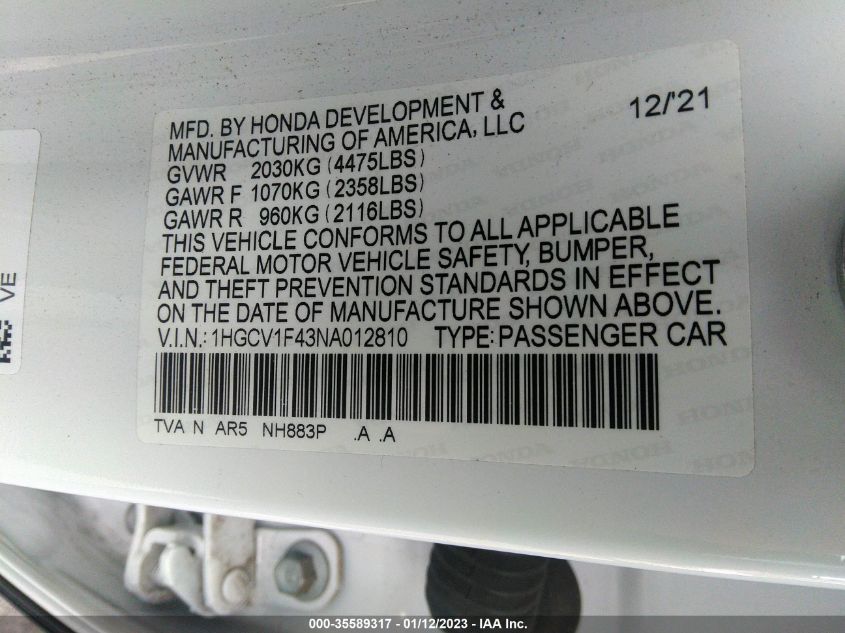 MFD. BY HONDA DEVELOPMENT & 12/'21
MANUFACTURING OF AMERICA, LLC
GVWR 2030KG (4475LBS)
GAWR F 1070KG (2358LBS)
GAWR R 960KG (2116LBS)
THIS VEHICLE CONFORMS TO ALL APPLICABLE
FEDERAL MOTOR VEHICLE SAFETY, BUMPER,
AND THEFT PREVENTION STANDARDS IN EFFECT
ON THE DATE OF MANUFACTURE SHOWN ABOVE.
V.I.N.: 1HGCV1F43NA012810 TYPE: PASSENGER CAR
TVA N AR5 NH883P .A .A
VE
000-35589317 - 01/12/2023 - IAA Inc.